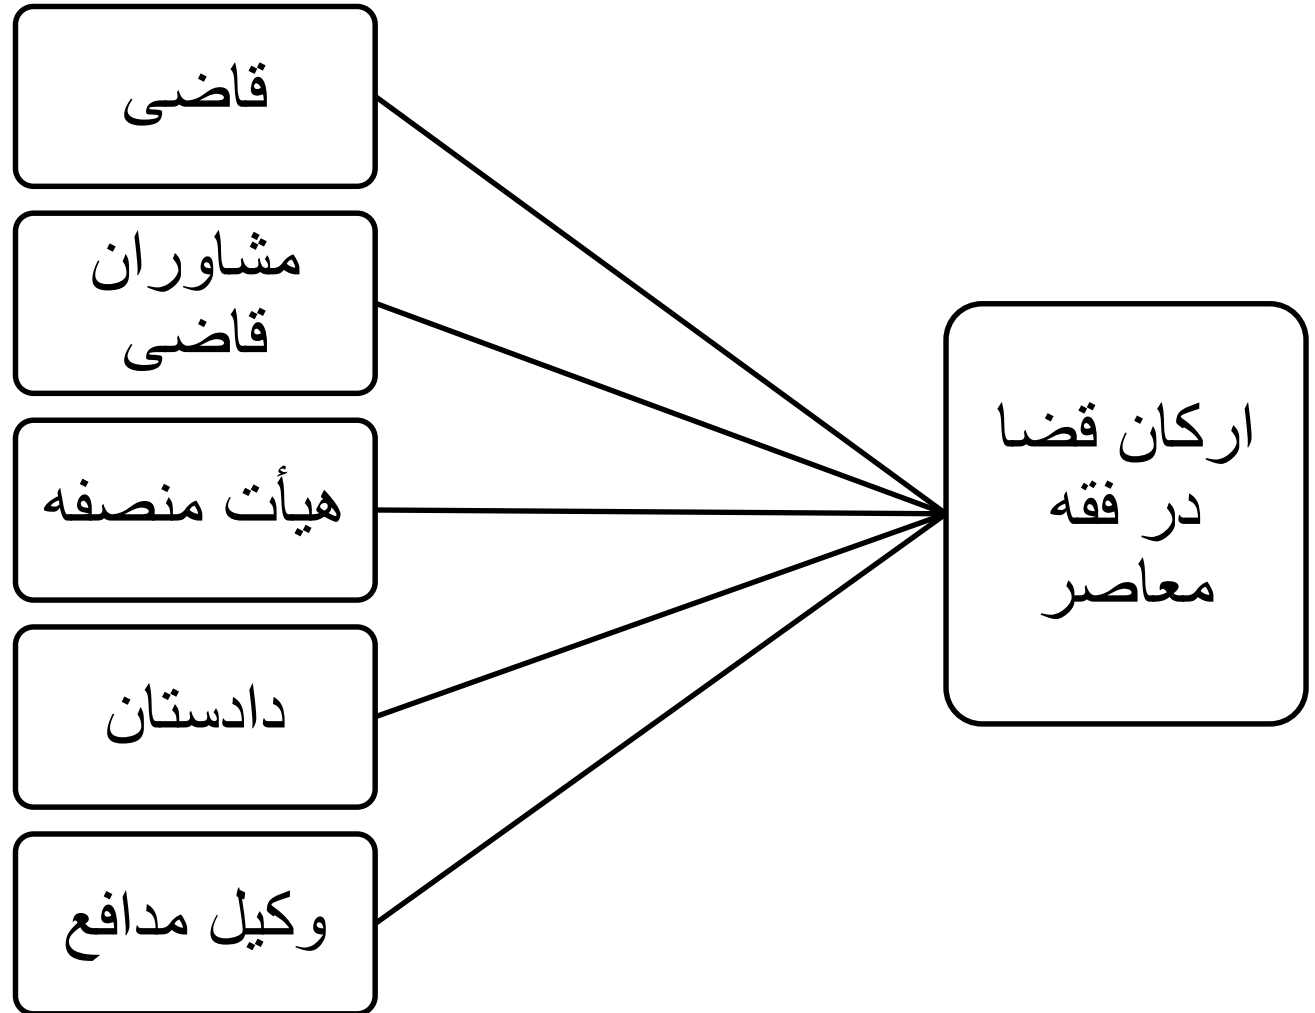 ارکان قضا
در فقه
معاصر
قاضی
مشاوران
قاضی
هیأت منصفه
دادستان
وکیل مدافع